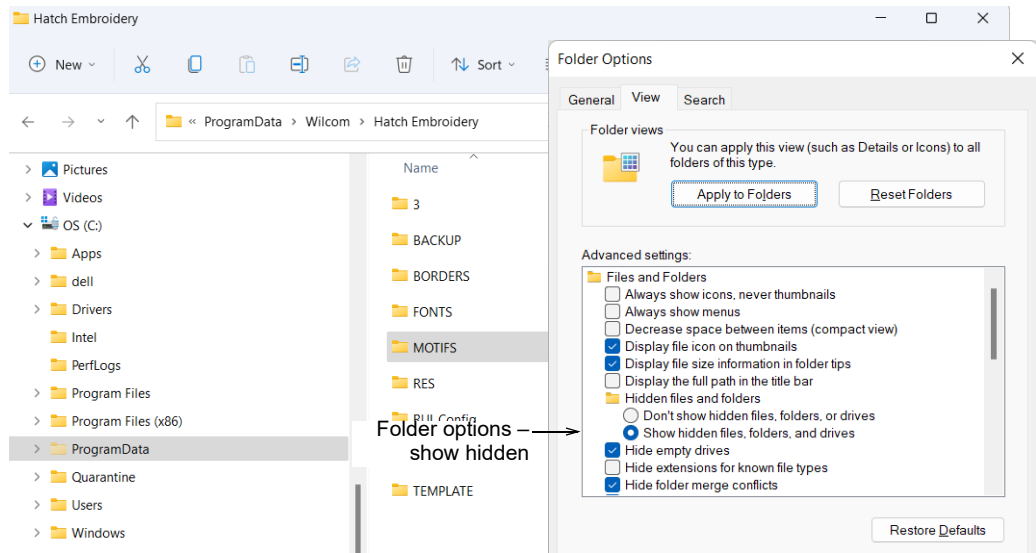 Hatch Embroidery
New
Sort
« ProgramData > Wilcom > Hatch Embroidery
Pictures
Videos
OS (C:)
Apps
dell
Drivers
Intel
PerfLogs
Program Files
Program Files (x86)
ProgramData
Quarantine
Users
Windows
Name
3
BACKUP
BORDERS
FONTS
MOTIFS
RES
TEMPLATE
Folder options –
show hidden
Folder Options
General View Search
Folder views
You can apply this view (such as Details or Icons) to all
folders of this type.
Apply to Folders Reset Folders
Advanced settings:
Files and Folders
Always show icons, never thumbnails
Always show menus
Decrease space between items (compact view)
Display file icon on thumbnails
Display file size information in folder tips
Display the full path in the title bar
Hidden files and folders
Don't show hidden files, folders, or drives
Show hidden files, folders, and drives
Hide empty drives
Hide extensions for known file types
Hide folder merge conflicts
Restore Defaults